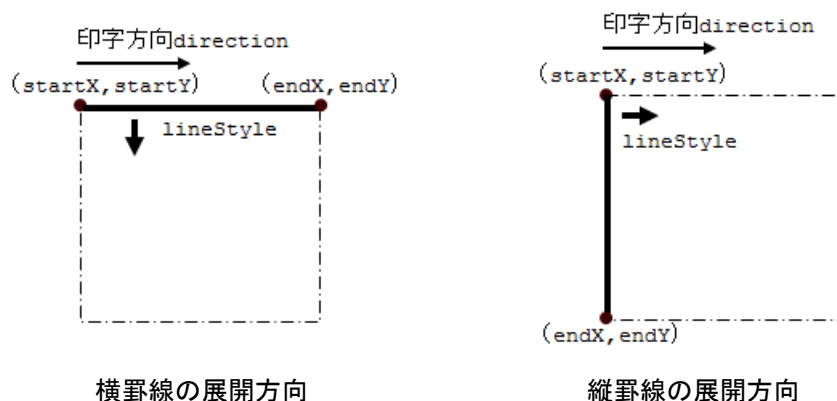 印字方向direction
(startX,startY)
(endX,endY)
lineStyle
横罫線の展開方向
印字方向direction
(startX,startY)
lineStyle
(endX,endY)
縦罫線の展開方向